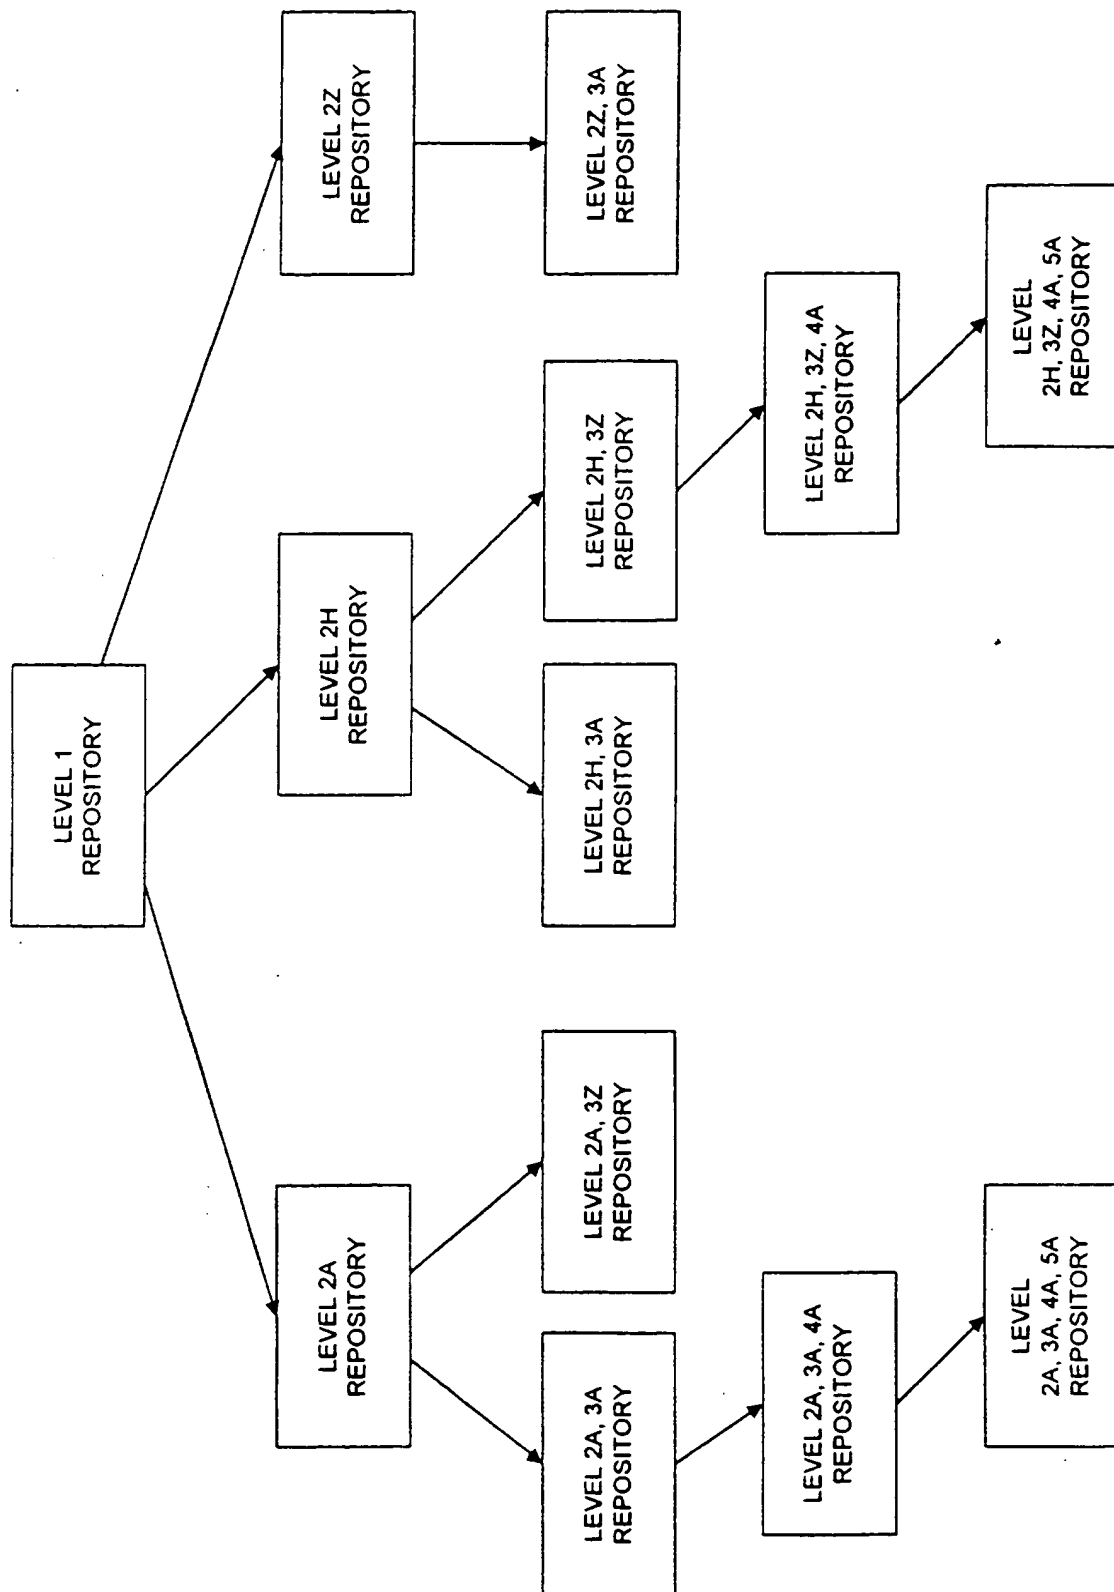 LEVEL 1
REPOSITORY
LEVEL 2A
REPOSITORY
LEVEL 2H
REPOSITORY
LEVEL 2Z
REPOSITORY
LEVEL 2A, 3A
REPOSITORY
LEVEL 2A, 3Z
REPOSITORY
LEVEL 2H, 3A
REPOSITORY
LEVEL 2H, 3Z
REPOSITORY
LEVEL 2Z, 3A
REPOSITORY
LEVEL 2A, 3A, 4A
REPOSITORY
LEVEL 2H, 3Z, 4A
REPOSITORY
LEVEL
2A, 3A, 4A, 5A
REPOSITORY
LEVEL
2H, 3Z, 4A, 5A
REPOSITORY